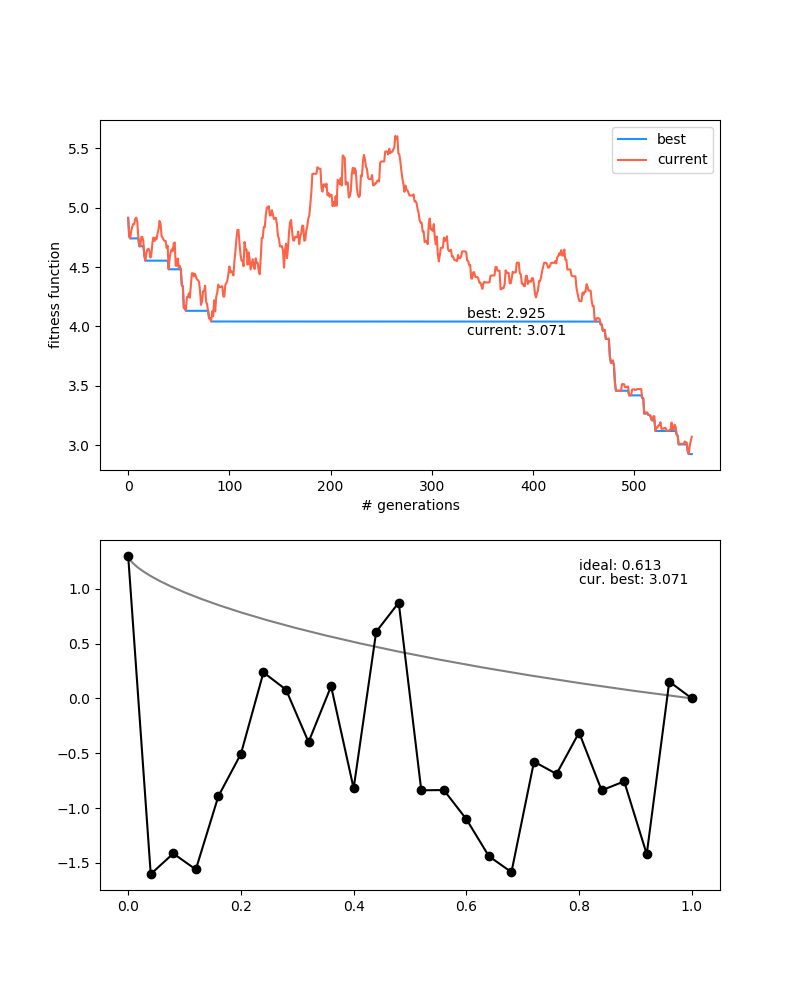 best
current
5.5
5.0
4.5
4.0
3.5
3.0
fitness function
best: 2.925
current: 3.071
0 100 200 300 400 500
# generations
ideal: 0.613
cur. best: 3.071
1.0
0.5
0.0
−0.5
−1.0
−1.5
0.0 0.2 0.4 0.6 0.8 1.0